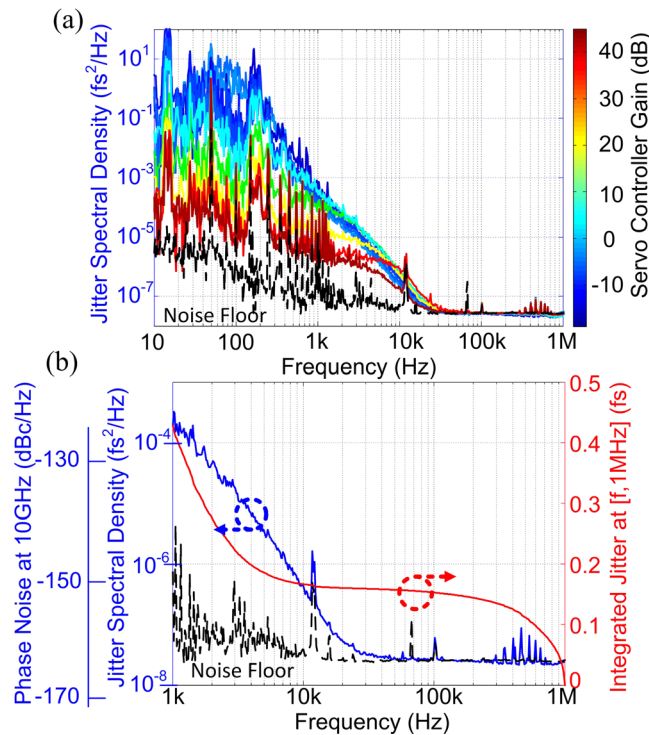 (a)
Jitter Spectral Density (fs²/Hz)
10¹
10⁻¹
10⁻³
10⁻⁵
10⁻⁷
Noise Floor
10 100 1k 10k 100k 1M
Frequency (Hz)
40
30
20
10
0
-10
Servo Controller Gain (dB)
(b)
Phase Noise at 10GHz (dBc/Hz)
-130
-150
-170
Jitter Spectral Density (fs²/Hz)
10⁻⁴
10⁻⁶
10⁻⁸
Noise Floor
1k 10k 100k 1M
Frequency (Hz)
0.5
0.4
0.3
0.2
0.1
0
Integrated Jitter at [f,1MHz] (fs)